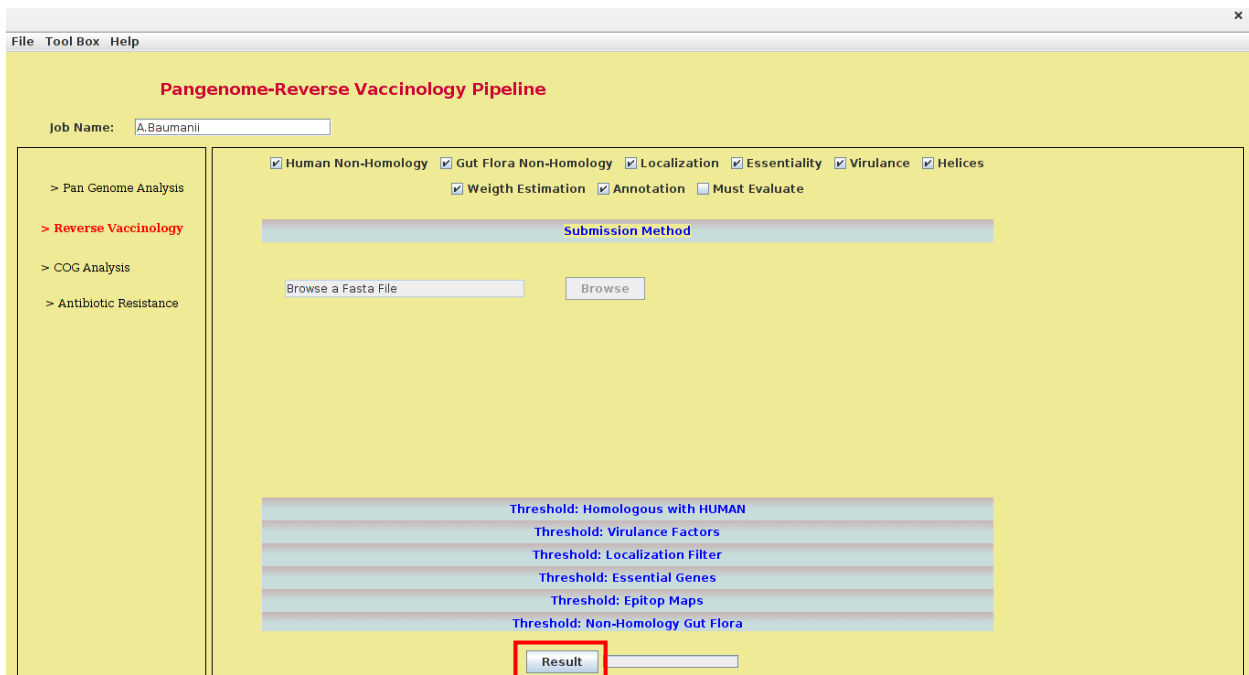 ×
File Tool Box Help
Pangenome-Reverse Vaccinology Pipeline
Job Name: A.Baumanii
Human Non-Homology Gut Flora Non-Homology Localization Essentiality Virulance Helices
> Pan Genome Analysis
Weigth Estimation Annotation Must Evaluate
> Reverse Vaccinology
Submission Method
> COG Analysis
Browse a Fasta File Browse
> Antibiotic Resistance
Threshold: Homologous with HUMAN
Threshold: Virulance Factors
Threshold: Localization Filter
Threshold: Essential Genes
Threshold: Epitop Maps
Threshold: Non-Homology Gut Flora
Result